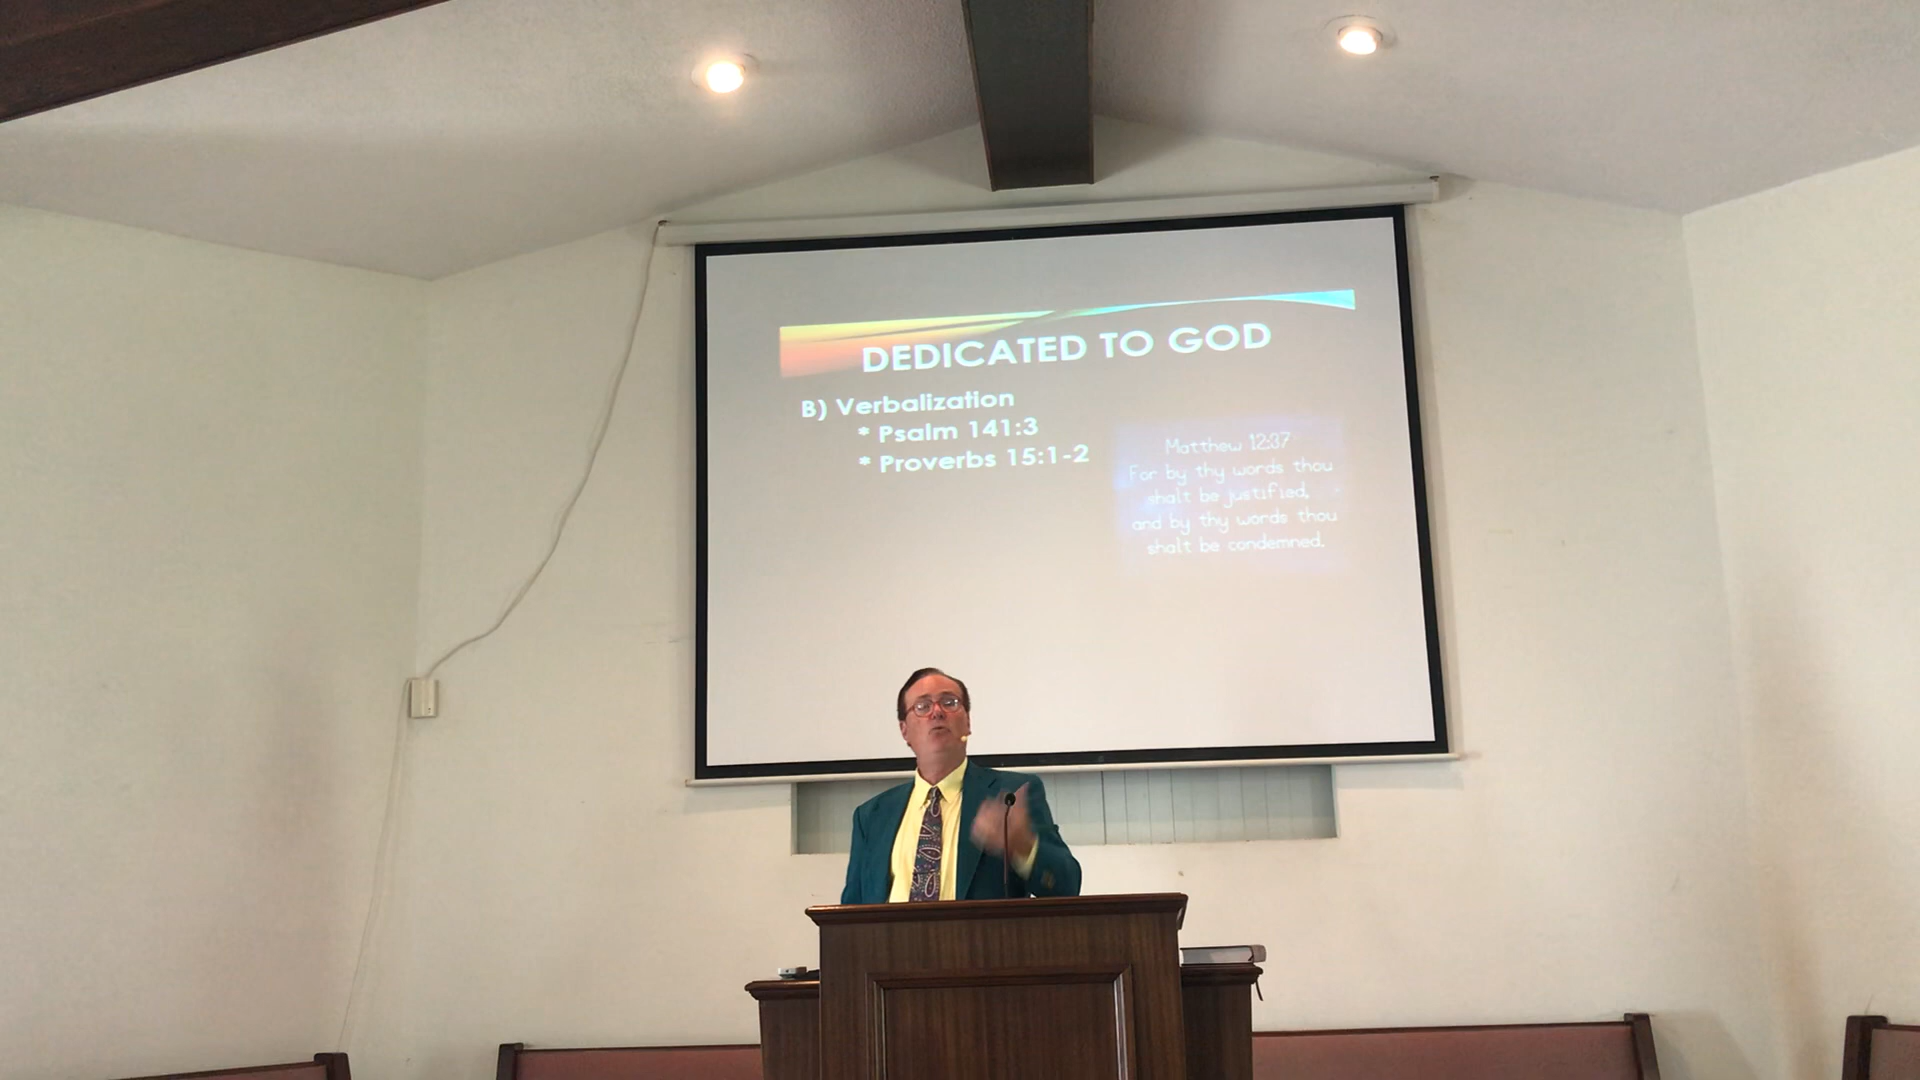 DEDICATED TO GOD
B) Verbalization
* Psalm 141:3
* Proverbs 15:1-2
Matthew 12:37
For by thy words thou
shalt be justified,
and by thy words thou
shalt be condemned.